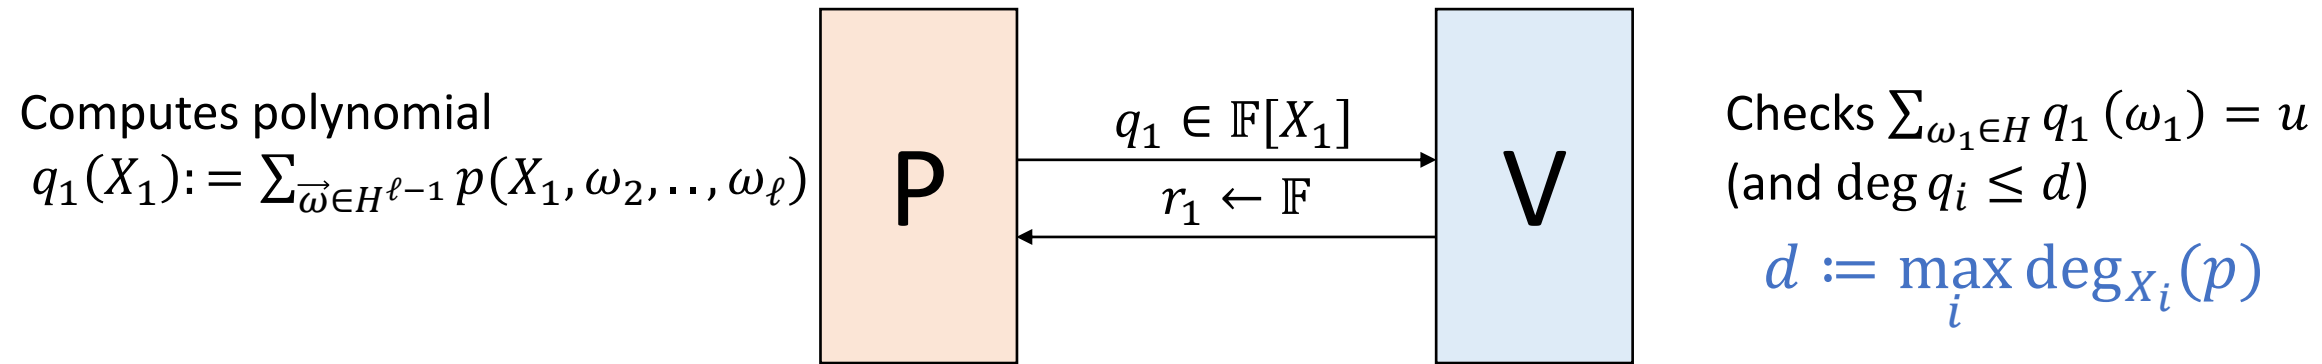 Computes polynomial
q₁(X₁): = ∑_{ω⃗∈H^{ℓ−1}} p(X₁, ω₂, . . , ω_ℓ)
P
q₁ ∈ 𝔽[X₁]
r₁ ← 𝔽
V
Checks ∑_{ω₁∈H} q₁ (ω₁) = u
(and deg qᵢ ≤ d)
d ≔ max_i deg_{X_i}(p)